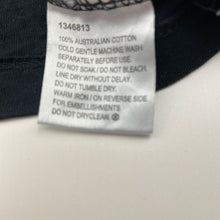 1346813
100% AUSTRALIAN COTTON
COLD GENTLE MACHINE WASH
SEPARATELY BEFORE USE.
DO NOT SOAK / DO NOT BLEACH.
LINE DRY WITHOUT DELAY.
DO NOT TUMBLE DRY.
WARM IRON / ON REVERSE SIDE
FOR EMBELLISHMENTS
DO NOT DRYCLEAN.